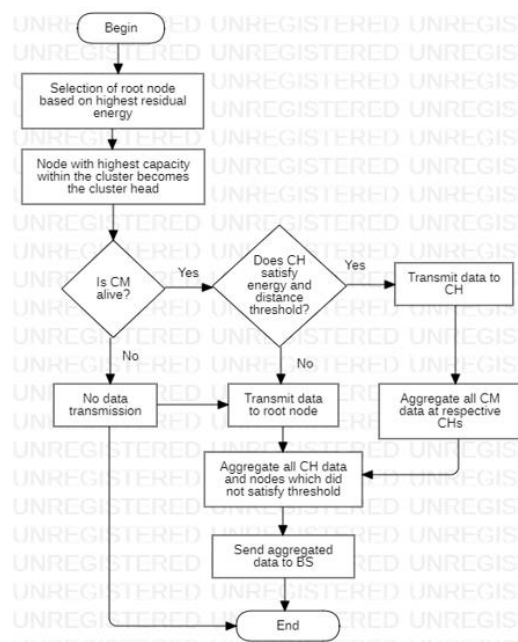 Begin
Selection of root node
based on highest residual
energy
Node with highest capacity
within the cluster becomes
the cluster head
Is CM
alive?
Yes
Does CH
satisfy
energy and
distance
threshold?
Yes
Transmit data to
CH
No
No
No data
transmission
Transmit data
to root node
Aggregate all CM
data at respective
CHs
Aggregate all CH data
and nodes which did
not satisfy threshold
Send aggregated
data to BS
End
UNREGISTERED UNREGISTERED UNREGIS